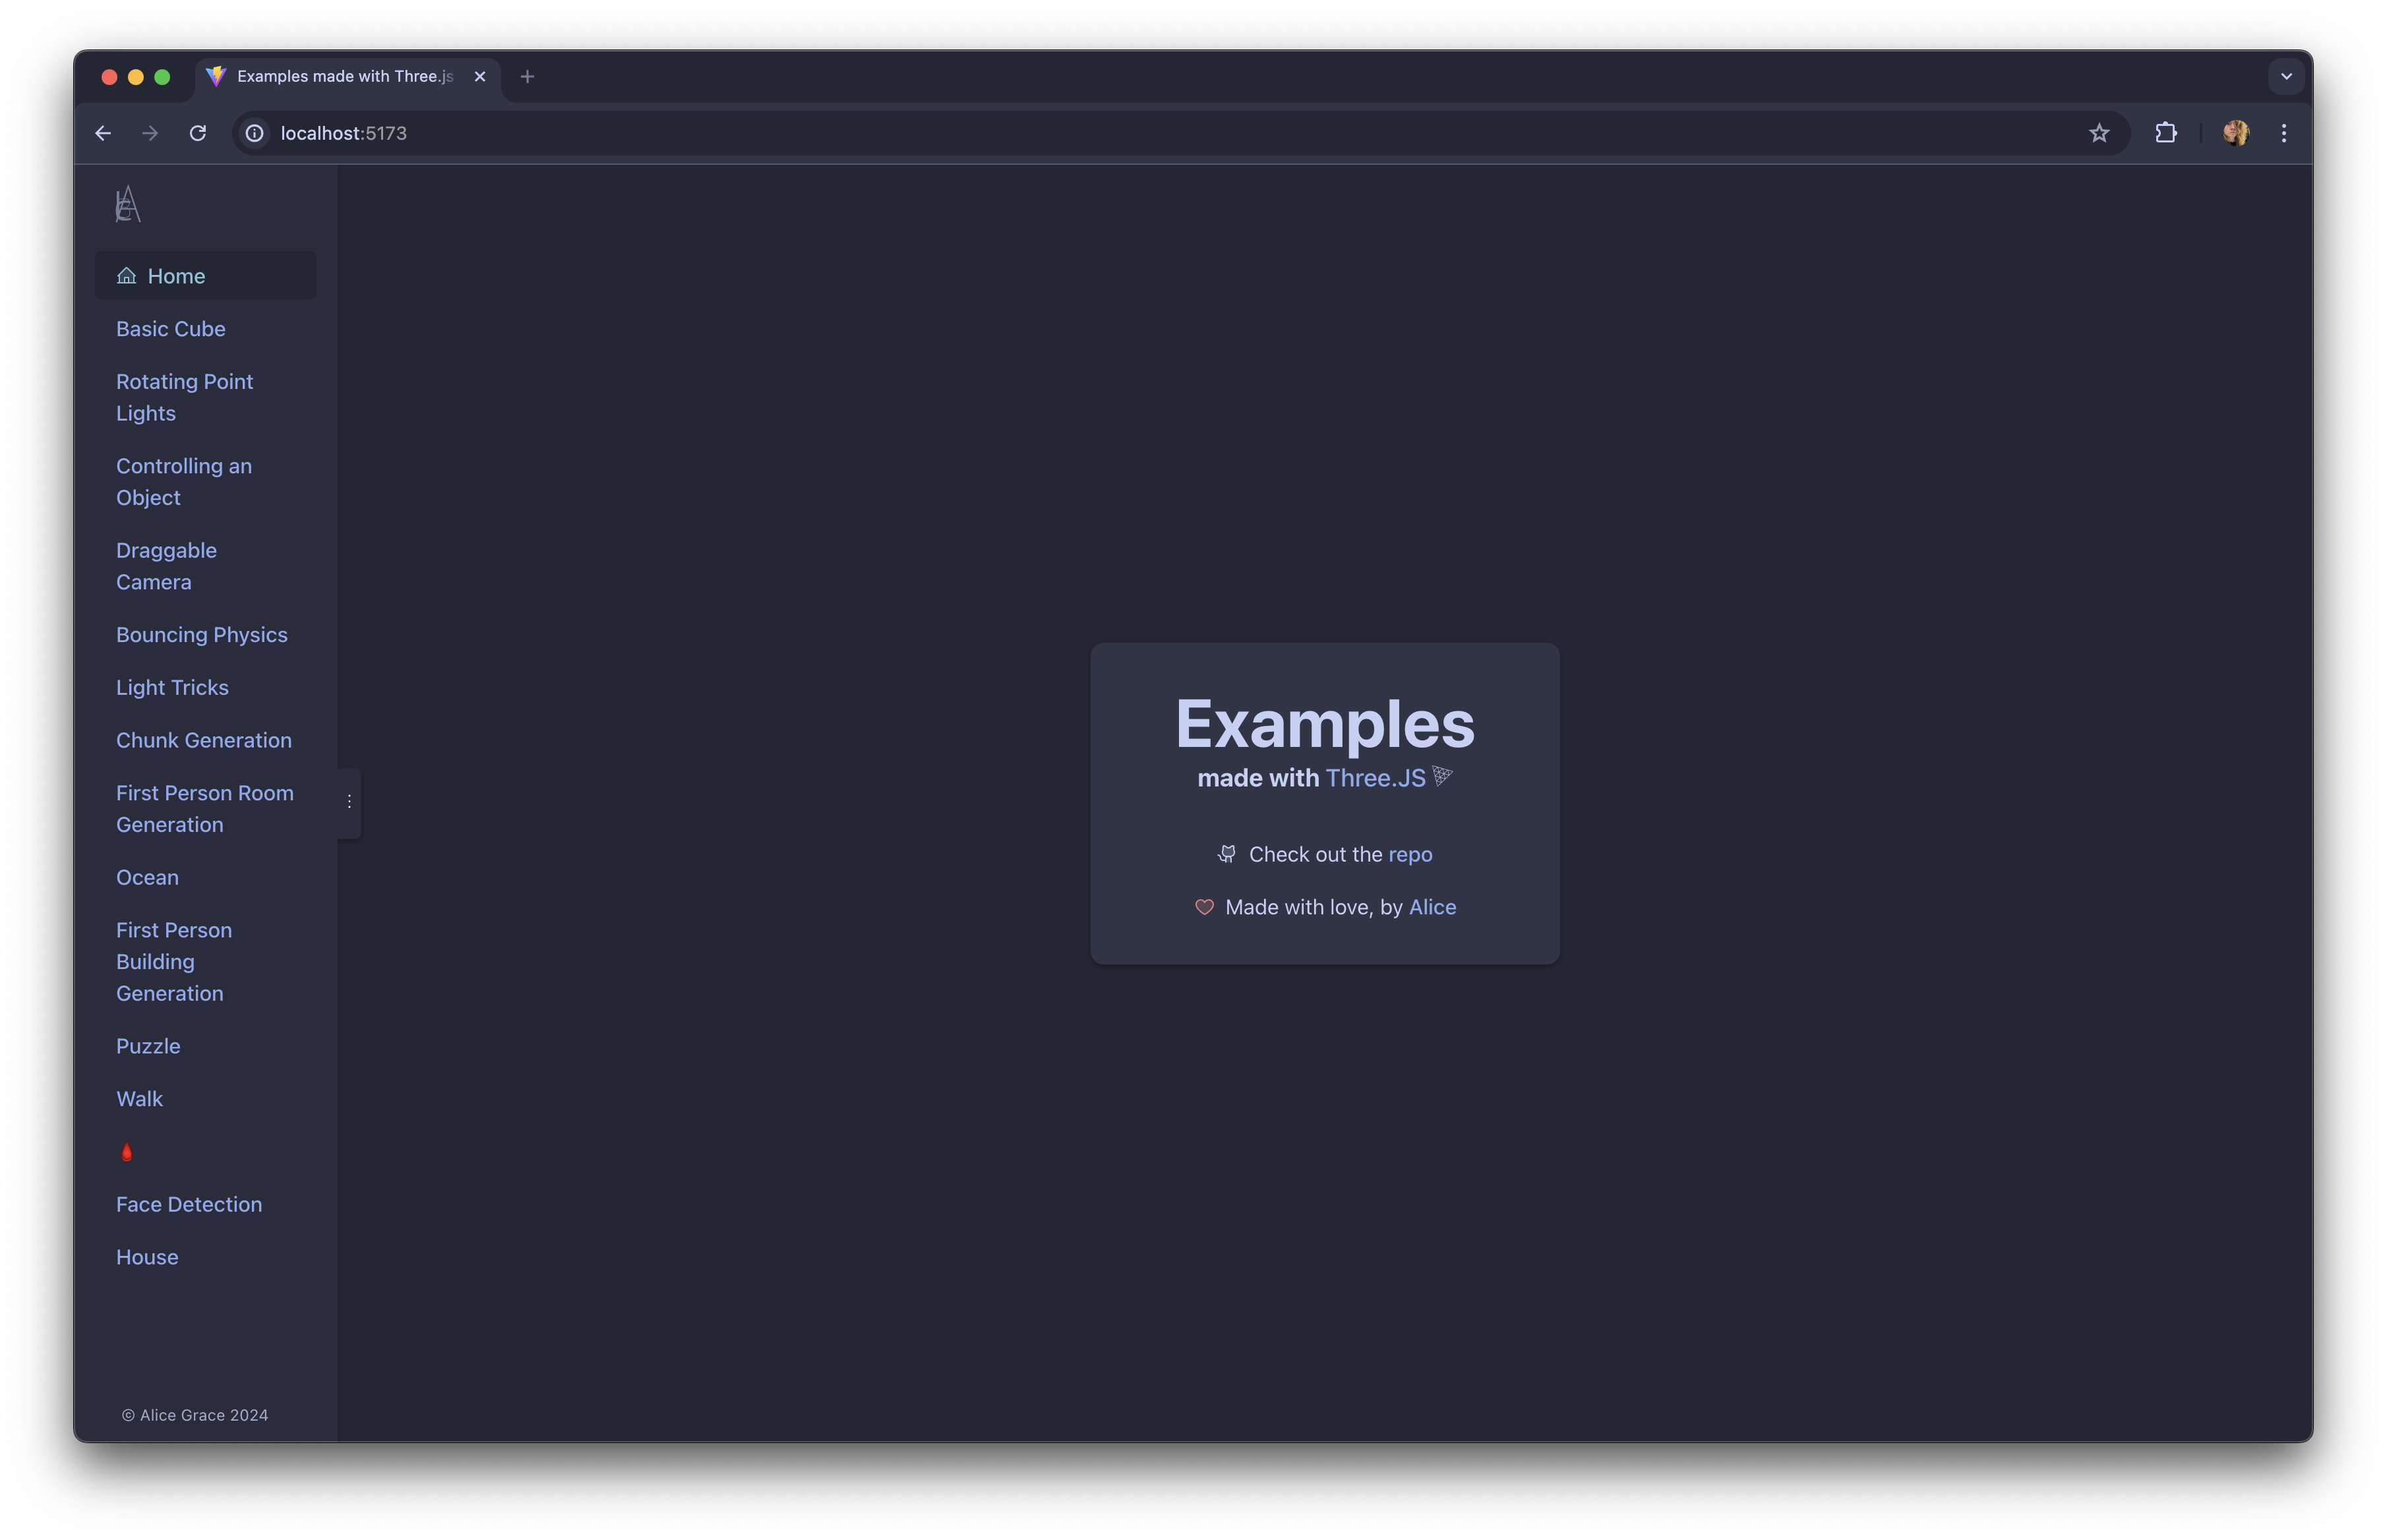 Examples made with Three.js
localhost:5173
Home
Basic Cube
Rotating Point
Lights
Controlling an
Object
Draggable
Camera
Bouncing Physics
Light Tricks
Chunk Generation
First Person Room
Generation
Ocean
First Person
Building
Generation
Puzzle
Walk
Face Detection
House
© Alice Grace 2024
Examples
made with Three.JS
Check out the repo
Made with love, by Alice